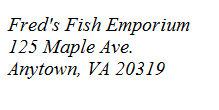 Fred's Fish Emporium
125 Maple Ave.
Anytown, VA 20319